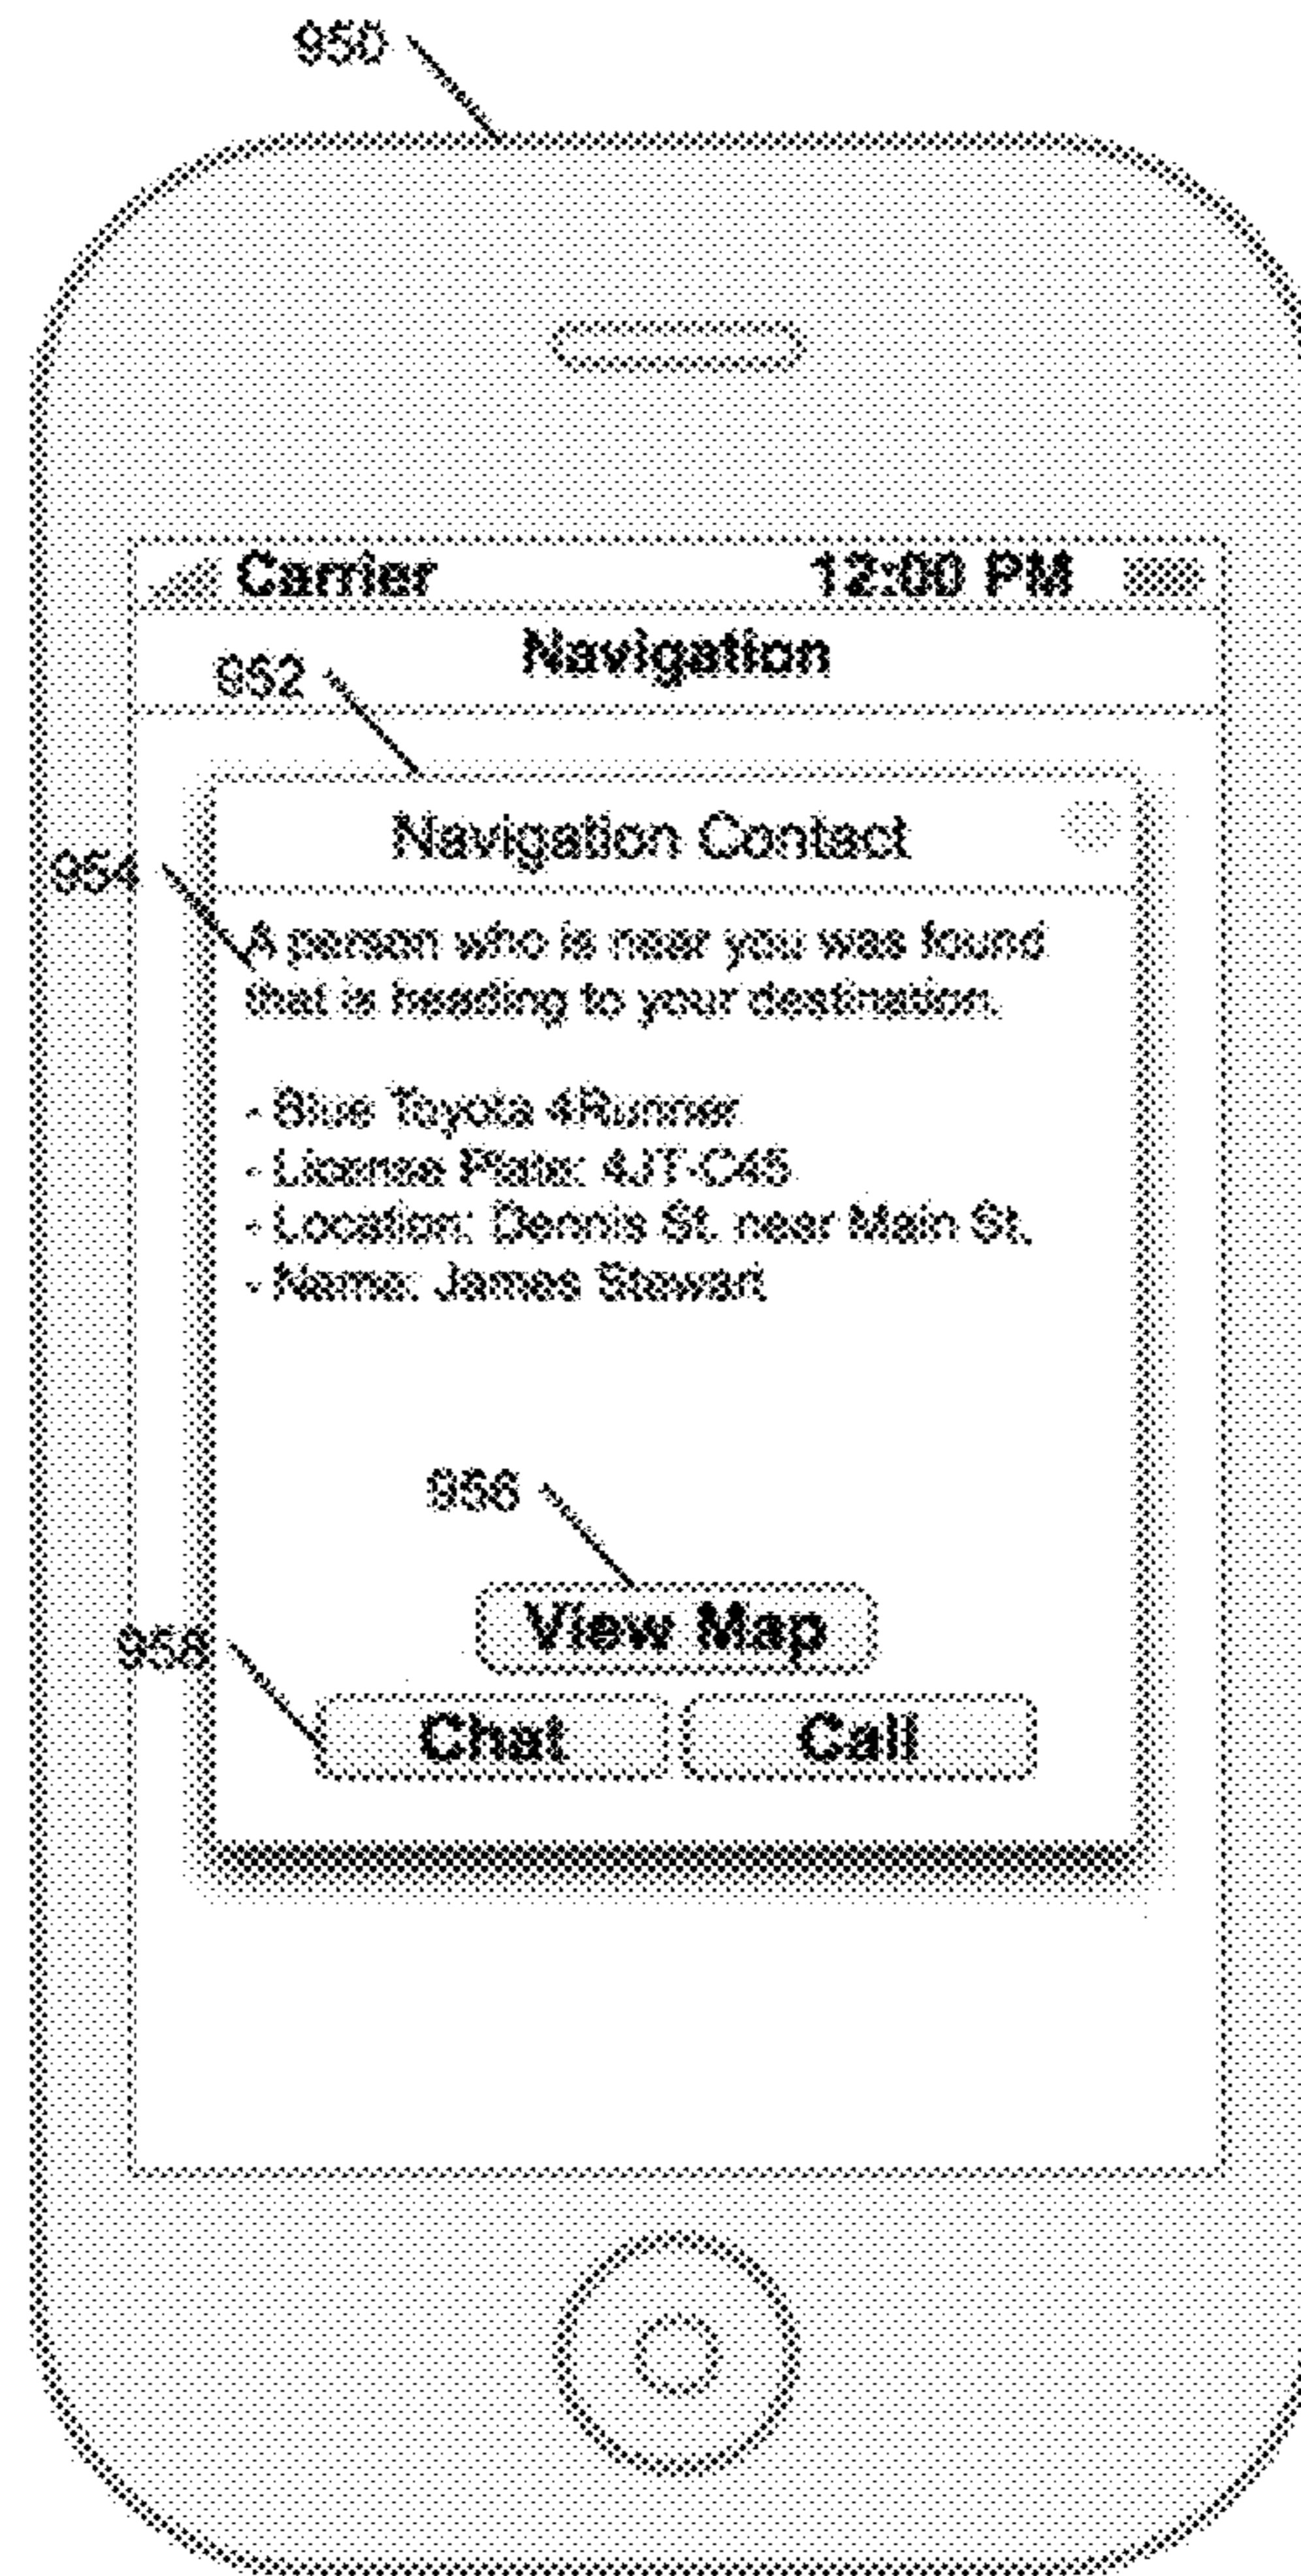 950
Carrier 12:00 PM
Navigation
952
Navigation Contact
954
A person who is near you was found
that is heading to your destination.
- Blue Toyota 4Runner
- License Plate: 4JT-C45
- Location: Dennis St. near Main St.
- Name: James Stewart
956
View Map
958
Chat Call